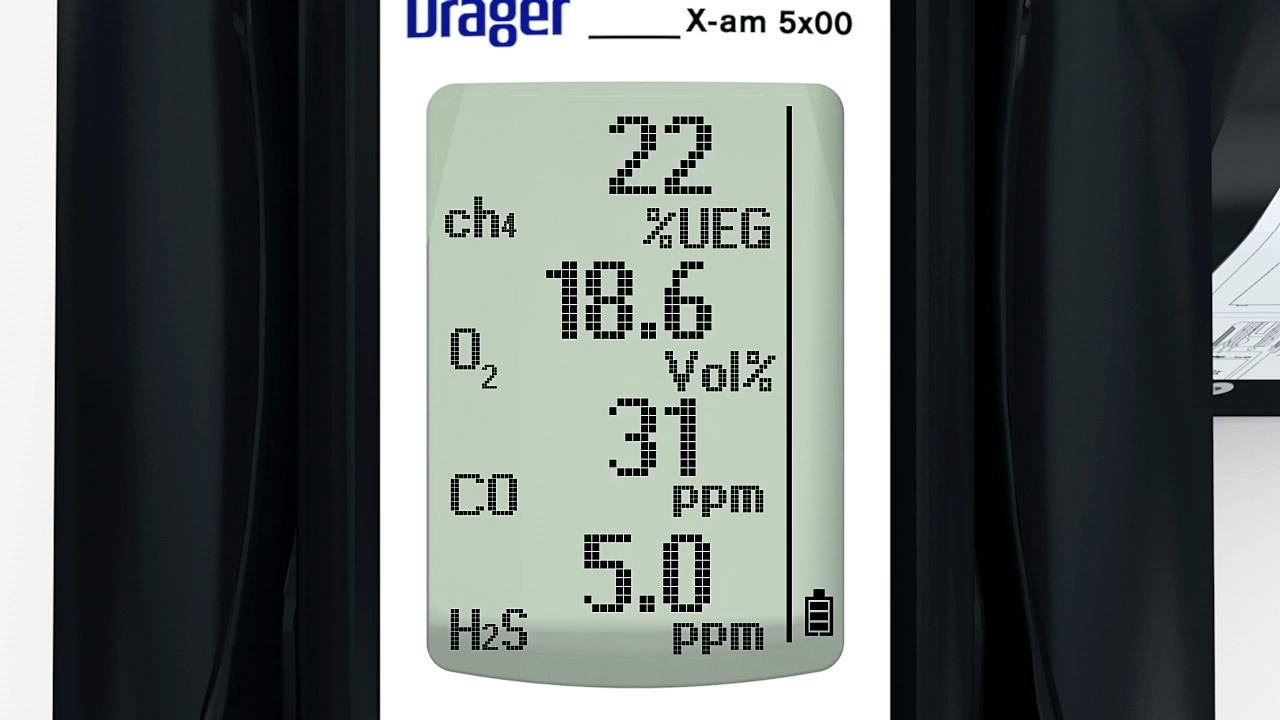 Dräger
X-am 5x00
22
ch4 %UEG
18.6
O2 Vol%
31
CO ppm
5.0
H2S ppm